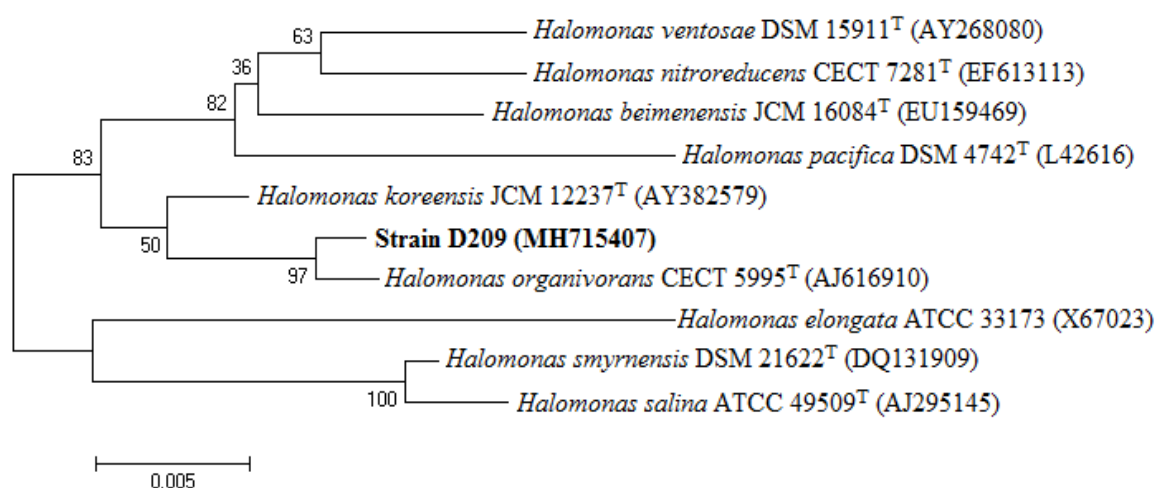 63
Halomonas ventosae DSM 15911ᵀ (AY268080)
36
Halomonas nitroreducens CECT 7281ᵀ (EF613113)
82
Halomonas beimenensis JCM 16084ᵀ (EU159469)
83
Halomonas pacifica DSM 4742ᵀ (L42616)
Halomonas koreensis JCM 12237ᵀ (AY382579)
50
Strain D209 (MH715407)
97
Halomonas organivorans CECT 5995ᵀ (AJ616910)
Halomonas elongata ATCC 33173 (X67023)
Halomonas smyrnensis DSM 21622ᵀ (DQ131909)
100
Halomonas salina ATCC 49509ᵀ (AJ295145)
0.005